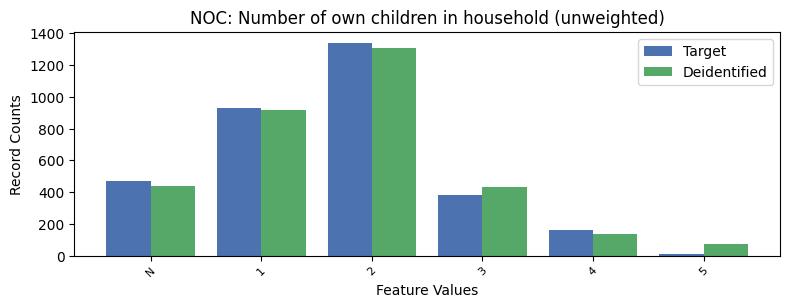 NOC: Number of own children in household (unweighted)
Target
Deidentified
Record Counts
1400
1200
1000
800
600
400
200
0
N
1
2
3
4
5
Feature Values